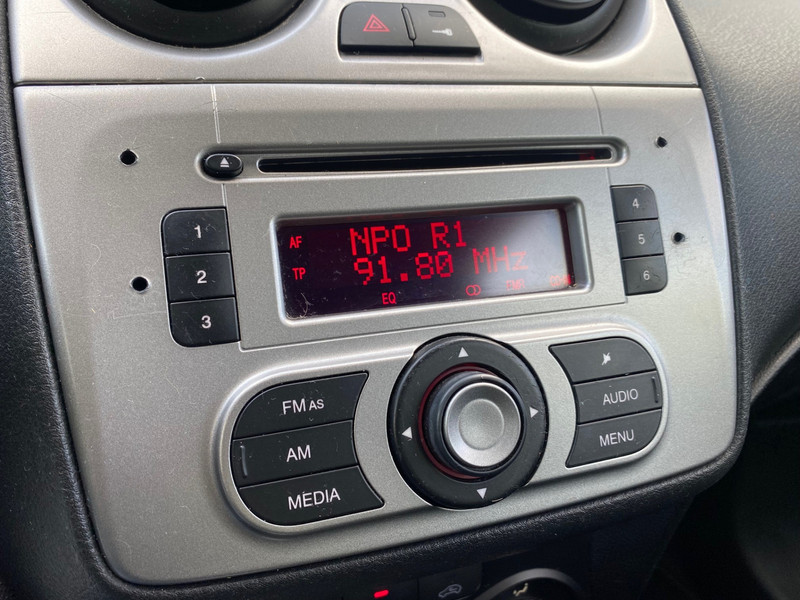 1
2
3
AF
NPO R1
TP
91.80 MHz
EQ
4
5
6
FM AS
AM
MEDIA
AUDIO
MENU